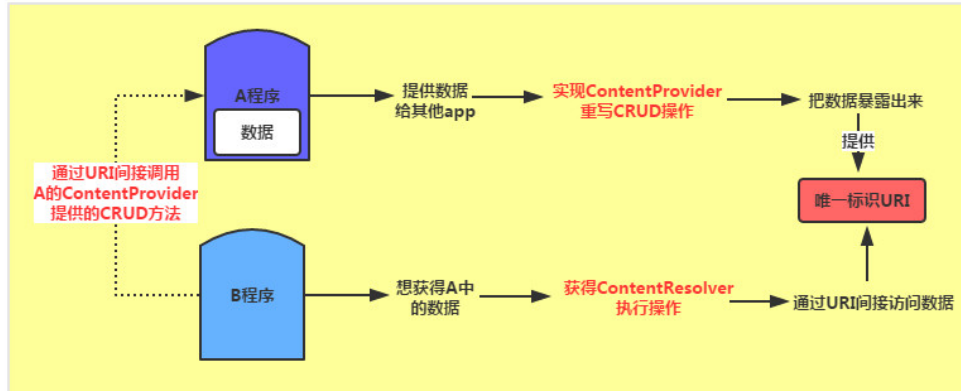 A程序
数据
提供数据
给其他app
实现ContentProvider
重写CRUD操作
把数据暴露出来
提供
唯一标识URI
通过URI间接调用
A的ContentProvider
提供的CRUD方法
B程序
想获得A中
的数据
获得ContentResolver
执行操作
通过URI间接访问数据